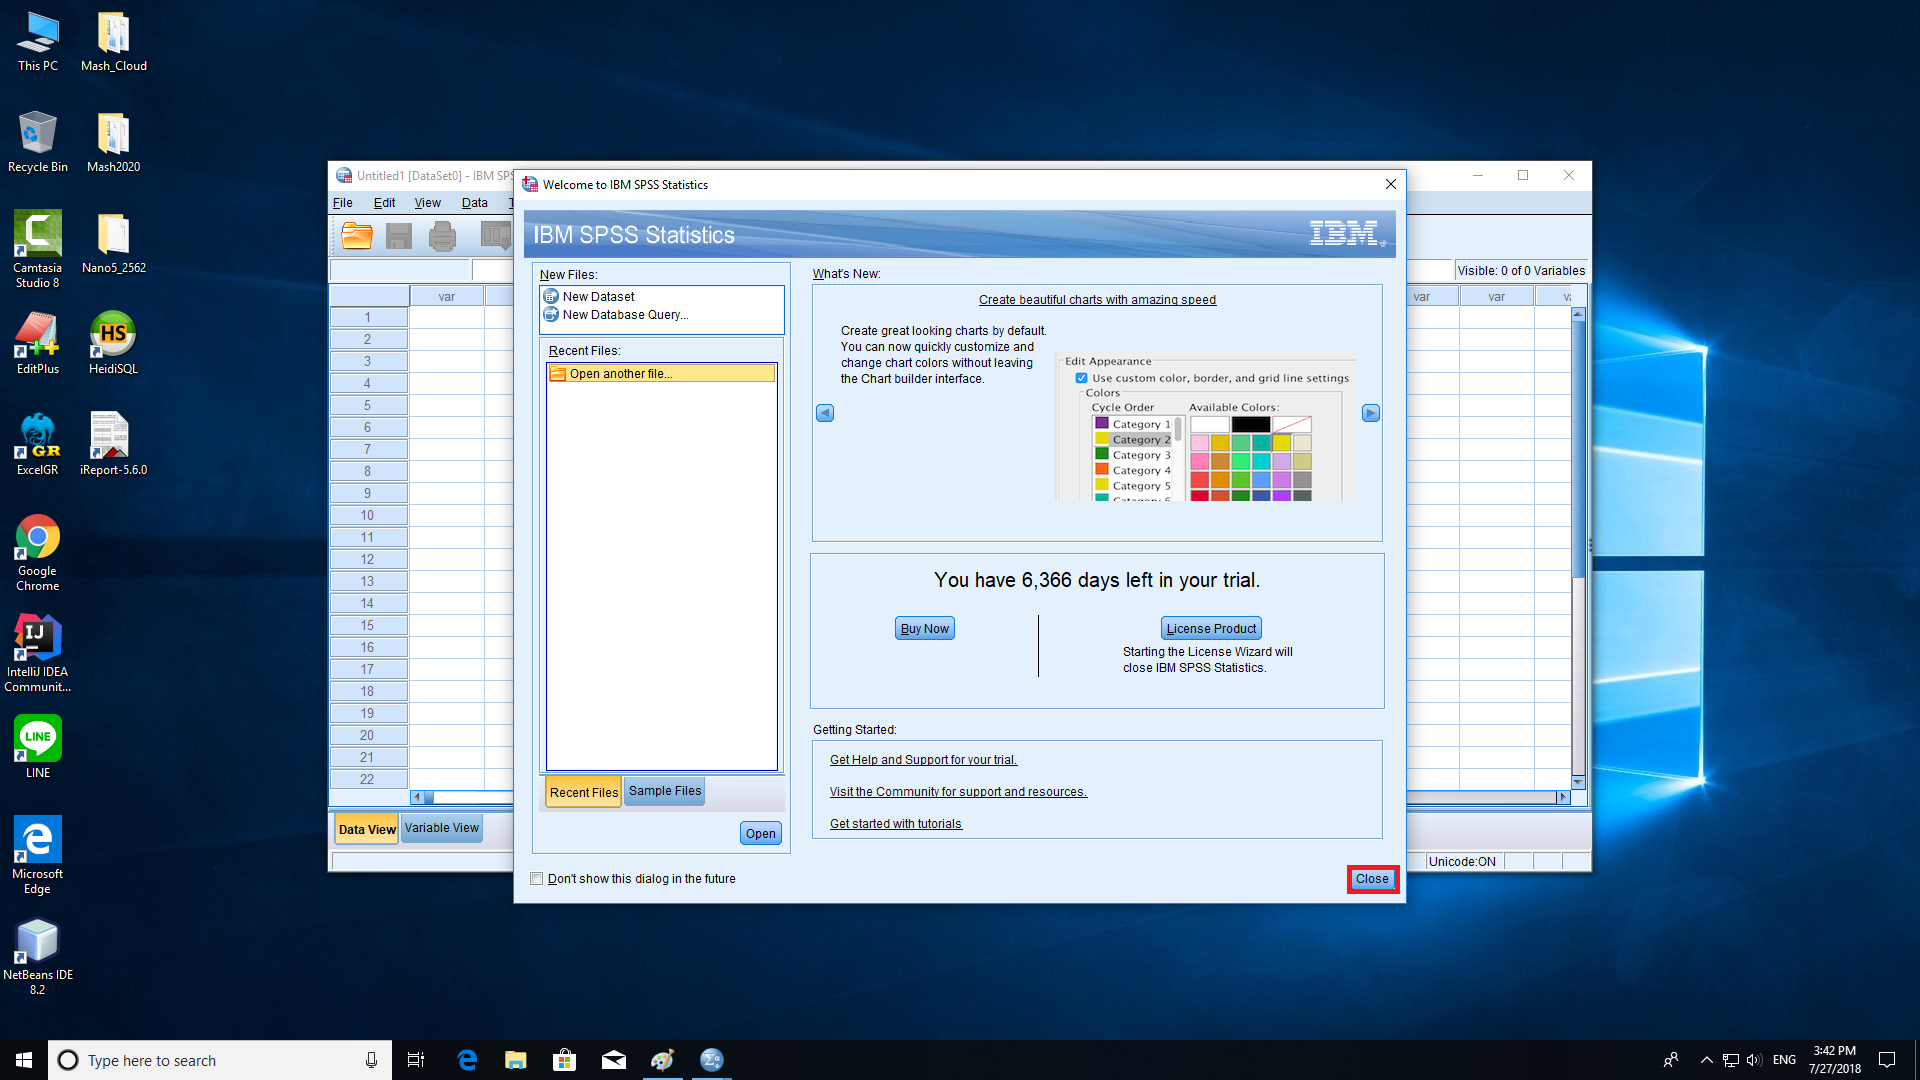 This PC
Mash_Cloud
Recycle Bin
Mash2020
Camtasia
Studio 8
Nano5_2562
EditPlus
HS
HeidiSQL
GR
ExcelGR
iReport-5.6.0
Google
Chrome
IJ
IntelliJ IDEA
Communit...
LINE
LINE
Microsoft
Edge
NetBeans IDE
8.2
Untitled1 [DataSet0] - IBM SPS
File Edit View Data
var
1
2
3
4
5
6
7
8
9
10
11
12
13
14
15
16
17
18
19
20
21
22
Data View Variable View
Welcome to IBM SPSS Statistics
IBM SPSS Statistics
IBM®
New Files:
New Dataset
New Database Query...
Recent Files:
Open another file...
Recent Files Sample Files
Open
Don't show this dialog in the future
What's New:
Create beautiful charts with amazing speed
Create great looking charts by default.
You can now quickly customize and
change chart colors without leaving
the Chart builder interface.
Edit Appearance
Use custom color, border, and grid line settings
Colors
Cycle Order Available Colors:
Category 1
Category 2
Category 3
Category 4
Category 5
You have 6,366 days left in your trial.
Buy Now
License Product
Starting the License Wizard will
close IBM SPSS Statistics.
Getting Started:
Get Help and Support for your trial.
Visit the Community for support and resources.
Get started with tutorials
Close
Visible: 0 of 0 Variables
var var
Unicode:ON
Type here to search
ENG
3:42 PM
7/27/2018